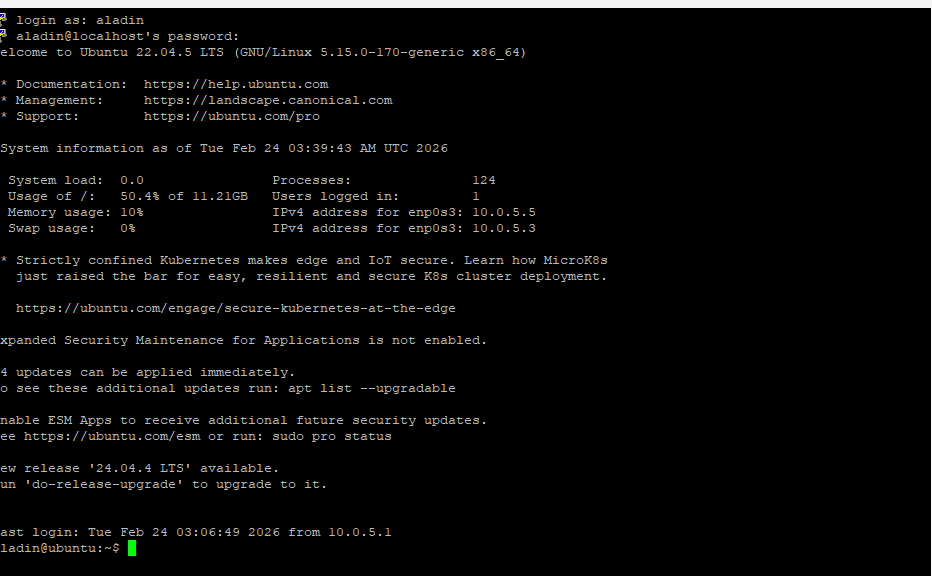 login as: aladin
aladin@localhost's password:
elcome to Ubuntu 22.04.5 LTS (GNU/Linux 5.15.0-170-generic x86_64)
* Documentation:  https://help.ubuntu.com
* Management:     https://landscape.canonical.com
* Support:        https://ubuntu.com/pro
System information as of Tue Feb 24 03:39:43 AM UTC 2026
System load:  0.0                Processes:               124
Usage of /:   50.4% of 11.21GB   Users logged in:         1
Memory usage: 10%                IPv4 address for enp0s3: 10.0.5.5
Swap usage:   0%                 IPv4 address for enp0s3: 10.0.5.3
* Strictly confined Kubernetes makes edge and IoT secure. Learn how MicroK8s
just raised the bar for easy, resilient and secure K8s cluster deployment.
https://ubuntu.com/engage/secure-kubernetes-at-the-edge
xpanded Security Maintenance for Applications is not enabled.
4 updates can be applied immediately.
o see these additional updates run: apt list --upgradable
nable ESM Apps to receive additional future security updates.
ee https://ubuntu.com/esm or run: sudo pro status
ew release '24.04.4 LTS' available.
un 'do-release-upgrade' to upgrade to it.
ast login: Tue Feb 24 03:06:49 2026 from 10.0.5.1
ladin@ubuntu:~$